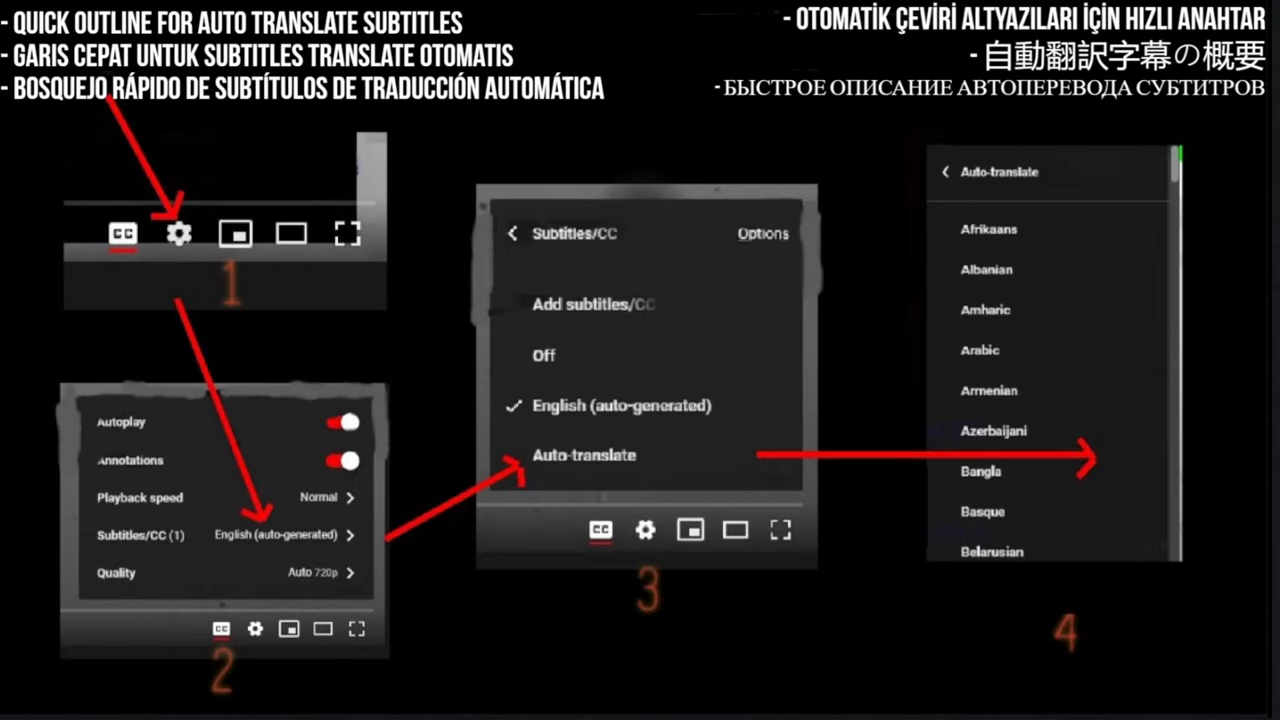 - QUICK OUTLINE FOR AUTO TRANSLATE SUBTITLES
- GARIS CEPAT UNTUK SUBTITLES TRANSLATE OTOMATIS
- BOSQUEJO RÁPIDO DE SUBTÍTULOS DE TRADUCCIÓN AUTOMÁTICA
- OTOMATİK ÇEVİRİ ALTYAZILARI İÇİN HIZLI ANAHTAR
- 自動翻訳字幕の概要
- БЫСТРОЕ ОПИСАНИЕ АВТОПЕРЕВОДА СУБТИТРОВ
CC
1
Autoplay
Annotations
Playback speed Normal
Subtitles/CC (1) English (auto-generated)
Quality Auto 720p
CC
2
Subtitles/CC Options
Add subtitles/CC
Off
English (auto-generated)
Auto-translate
CC
3
Auto-translate
Afrikaans
Albanian
Amharic
Arabic
Armenian
Azerbaijani
Bangla
Basque
Belarusian
4